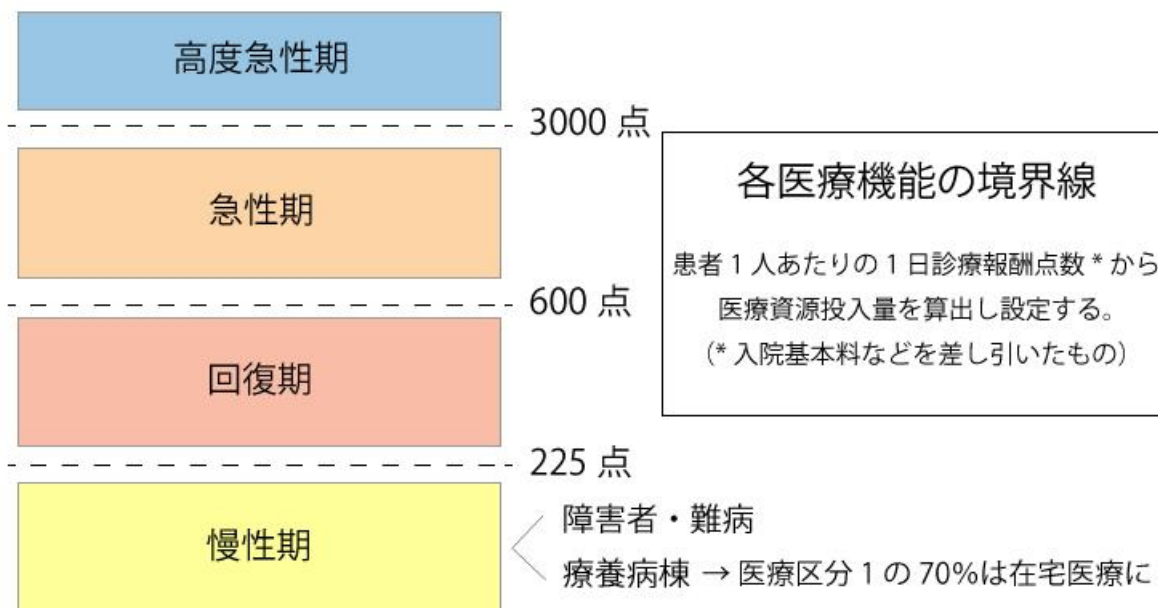 高度急性期
3000 点
急性期
各医療機能の境界線
患者 1 人あたりの 1 日診療報酬点数 * から
医療資源投入量を算出し設定する。
(* 入院基本料などを差し引いたもの)
600 点
回復期
225 点
慢性期
障害者・難病
療養病棟 → 医療区分 1 の 70%は在宅医療に